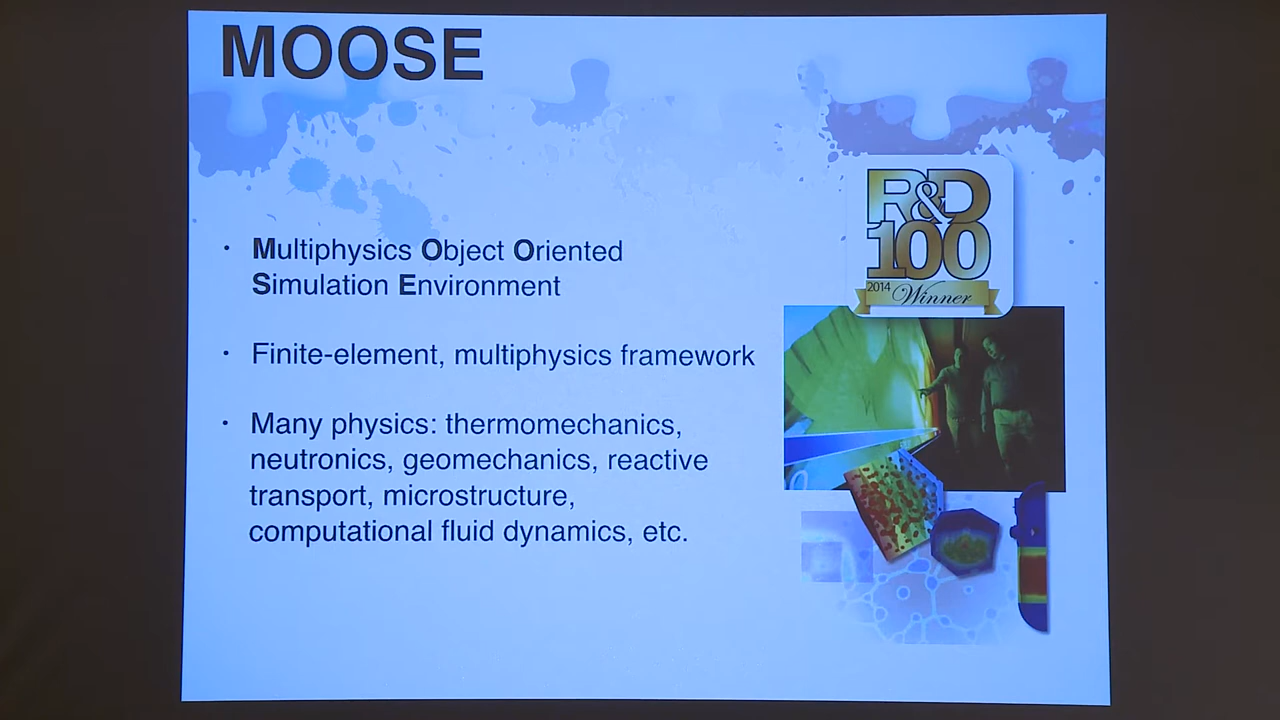 MOOSE
• Multiphysics Object Oriented
Simulation Environment
• Finite-element, multiphysics framework
• Many physics: thermomechanics,
neutronics, geomechanics, reactive
transport, microstructure,
computational fluid dynamics, etc.
R&D
100
2014 Winner